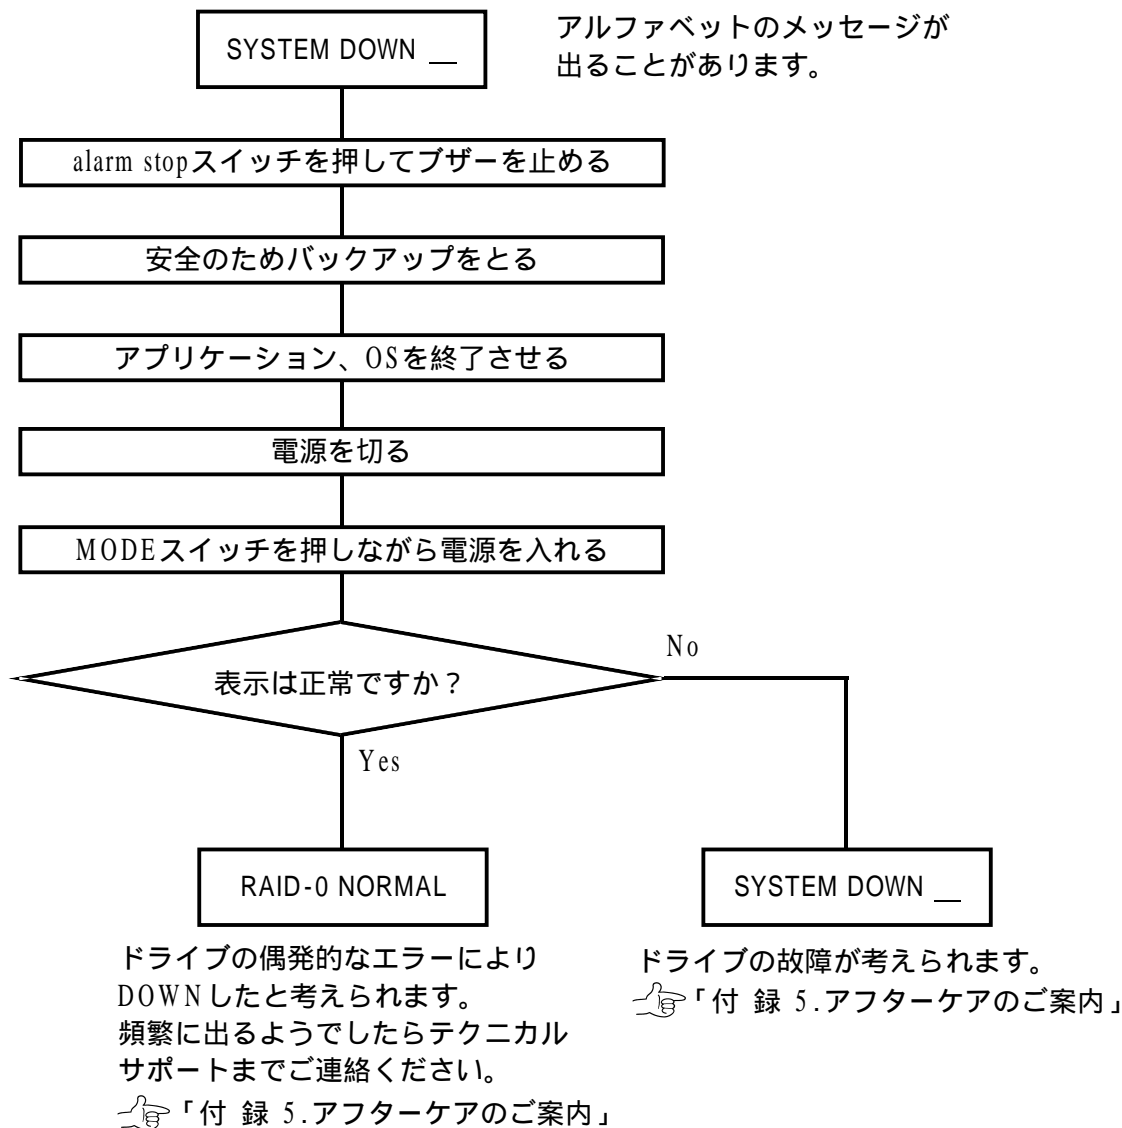 SYSTEM DOWN __
アルファベットのメッセージが
出ることがあります。
alarm stopスイッチを押してブザーを止める
安全のためバックアップをとる
アプリケーション、OSを終了させる
電源を切る
MODEスイッチを押しながら電源を入れる
表示は正常ですか？
No
Yes
RAID-0 NORMAL
ドライブの偶発的なエラーにより
DOWNしたと考えられます。
頻繁に出るようでしたらテクニカル
サポートまでご連絡ください。
「付 録 5.アフターケアのご案内」
SYSTEM DOWN __
ドライブの故障が考えられます。
「付 録 5.アフターケアのご案内」